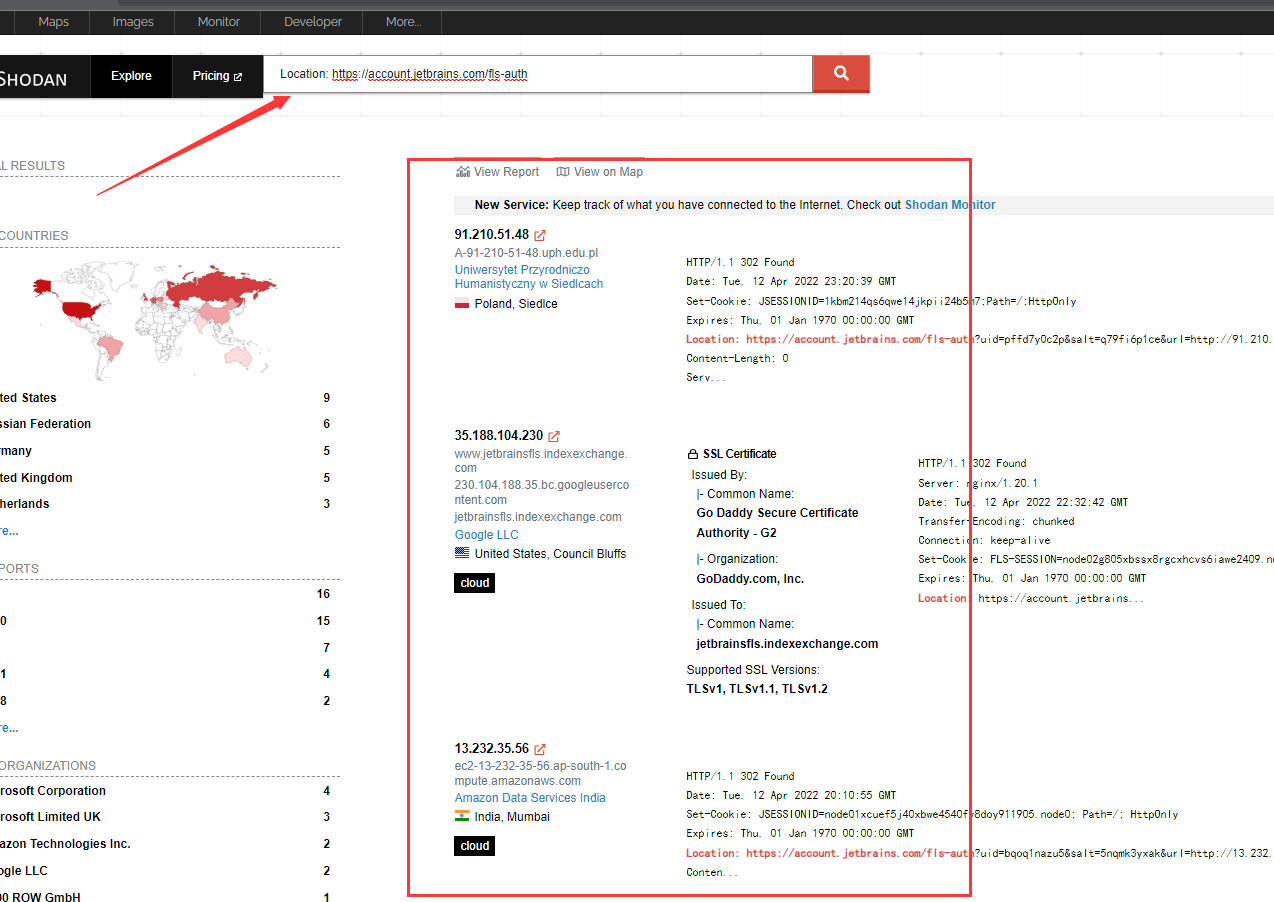 Maps Images Monitor Developer More...
SHODAN Explore Pricing Location: https://account.jetbrains.com/fls-auth
L RESULTS
COUNTRIES
ted States 9
ssian Federation 6
rmany 5
ted Kingdom 5
therlands 3
re...
PORTS
16
0 15
7
1 4
8 2
re...
ORGANIZATIONS
rosoft Corporation 4
rosoft Limited UK 3
azon Technologies Inc. 2
ogle LLC 2
00 ROW GmbH 1
View Report View on Map
New Service: Keep track of what you have connected to the Internet. Check out Shodan Monitor
91.210.51.48
A-91-210-51-48.uph.edu.pl
Uniwersytet Przyrodniczo
Humanistyczny w Siedlcach
Poland, Siedlce
HTTP/1.1 302 Found
Date: Tue, 12 Apr 2022 23:20:39 GMT
Set-Cookie: JSESSIONID=1kbm214qs6qwe14jkpii24b5m7;Path=/;HttpOnly
Expires: Thu, 01 Jan 1970 00:00:00 GMT
Location: https://account.jetbrains.com/fls-auth?uid=pffd7y0c2p&salt=q79fi6p1ce&url=http://91.210.
Content-Length: 0
Serv...
35.188.104.230
www.jetbrainsfls.indexexchange.
com
230.104.188.35.bc.googleuserco
ntent.com
jetbrainsfls.indexexchange.com
Google LLC
United States, Council Bluffs
cloud
SSL Certificate
Issued By:
|- Common Name:
Go Daddy Secure Certificate
Authority - G2
|- Organization:
GoDaddy.com, Inc.
Issued To:
|- Common Name:
jetbrainsfls.indexexchange.com
Supported SSL Versions:
TLSv1, TLSv1.1, TLSv1.2
HTTP/1.1 302 Found
Server: nginx/1.20.1
Date: Tue, 12 Apr 2022 22:32:42 GMT
Transfer-Encoding: chunked
Connection: keep-alive
Set-Cookie: FLS-SESSION=node02g805xbssx8rgcxhcvs6iawe2409.no
Expires: Thu, 01 Jan 1970 00:00:00 GMT
Location: https://account.jetbrains...
13.232.35.56
ec2-13-232-35-56.ap-south-1.co
mpute.amazonaws.com
Amazon Data Services India
India, Mumbai
cloud
HTTP/1.1 302 Found
Date: Tue, 12 Apr 2022 20:10:55 GMT
Set-Cookie: JSESSIONID=node01xcuef5j40xbwe4540fy8doy911905.node0; Path=/; HttpOnly
Expires: Thu, 01 Jan 1970 00:00:00 GMT
Location: https://account.jetbrains.com/fls-auth?uid=bqoq1nazu5&salt=5nqmk3yxak&url=http://13.232.
Conten...